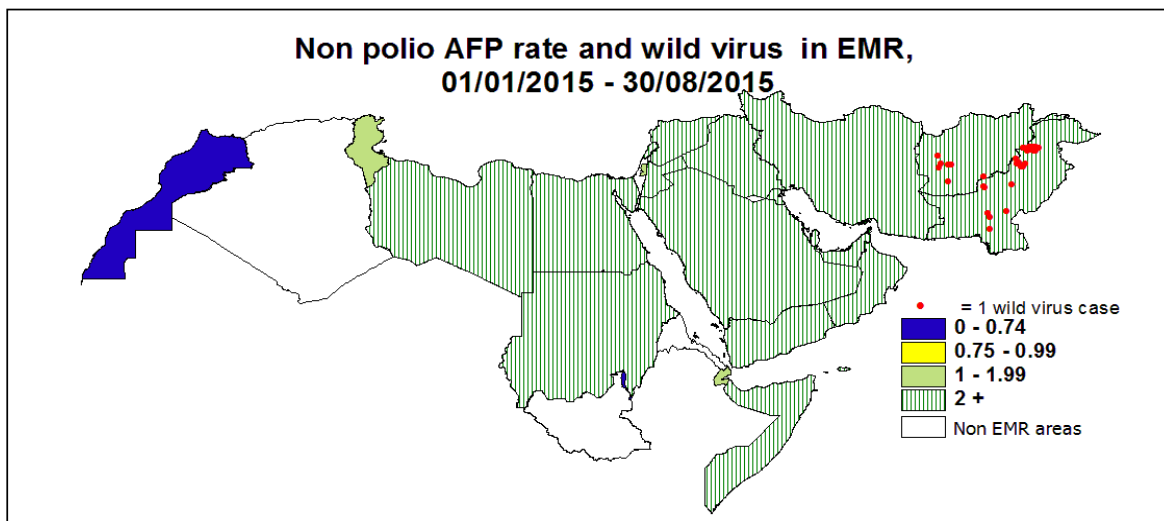 Non polio AFP rate and wild virus in EMR,
01/01/2015 - 30/08/2015
= 1 wild virus case
0 - 0.74
0.75 - 0.99
1 - 1.99
2 +
Non EMR areas